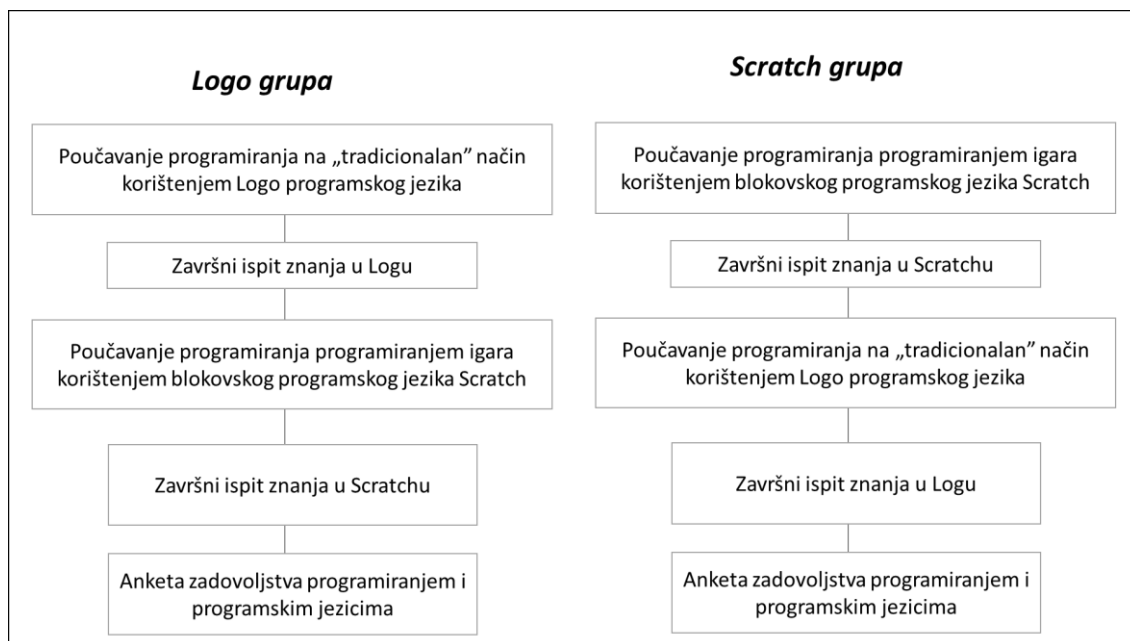 Logo grupa
Poučavanje programiranja na „tradicionalan” način
korištenjem Logo programskog jezika
Završni ispit znanja u Logu
Poučavanje programiranja programiranjem igara
korištenjem blokovskog programskog jezika Scratch
Završni ispit znanja u Scratchu
Anketa zadovoljstva programiranjem i
programskim jezicima
Scratch grupa
Poučavanje programiranja programiranjem igara
korištenjem blokovskog programskog jezika Scratch
Završni ispit znanja u Scratchu
Poučavanje programiranja na „tradicionalan” način
korištenjem Logo programskog jezika
Završni ispit znanja u Logu
Anketa zadovoljstva programiranjem i
programskim jezicima